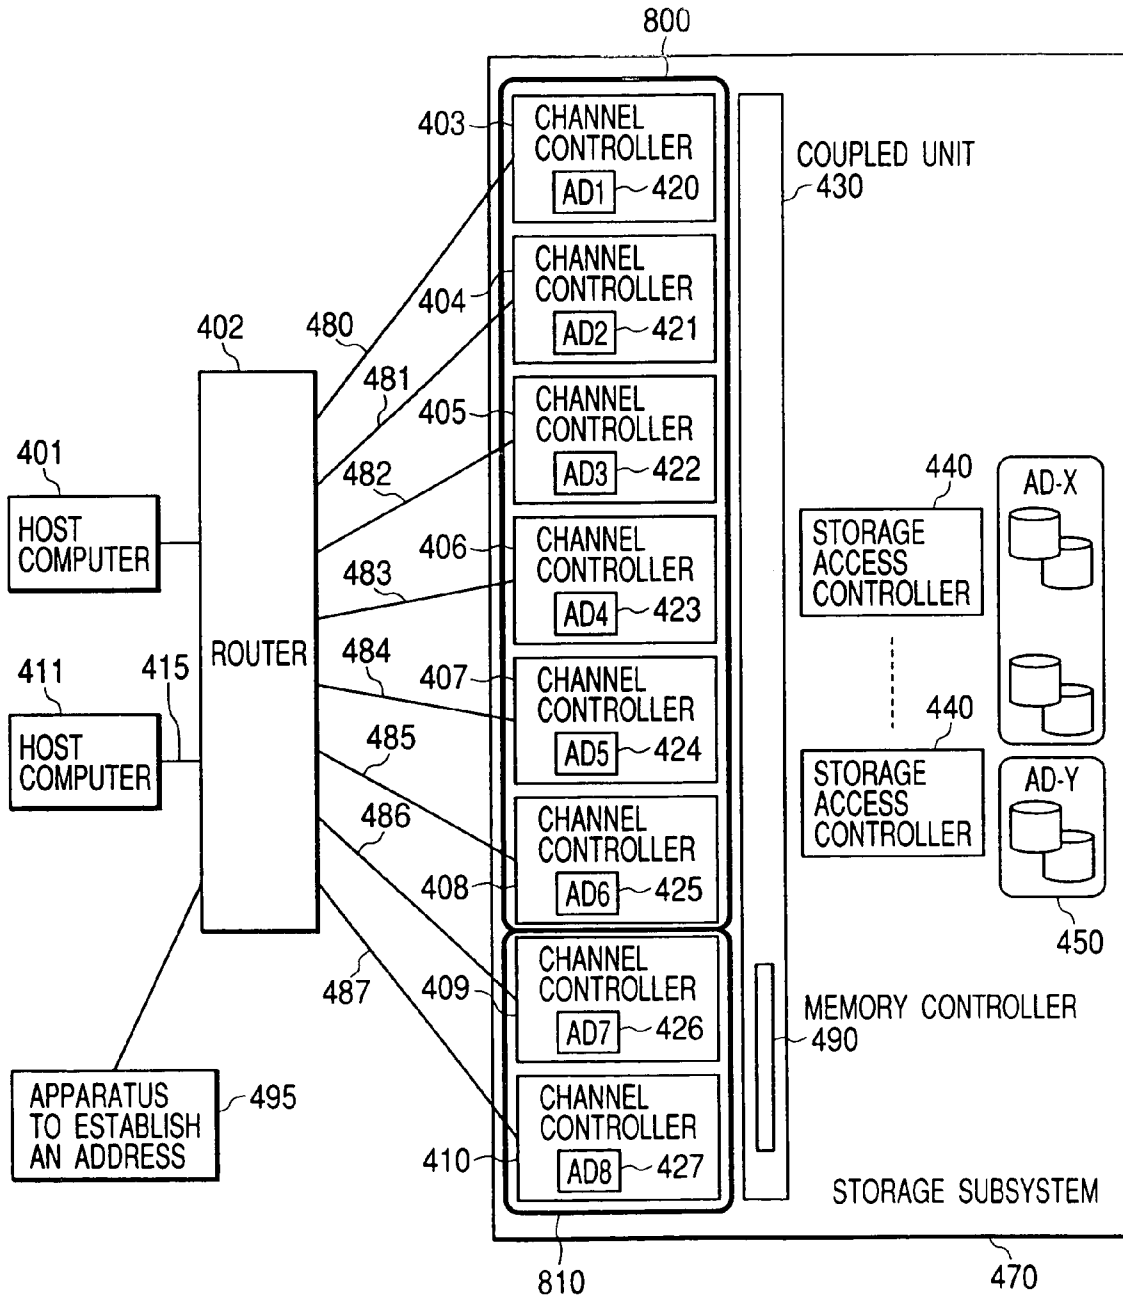 800
403
CHANNEL
CONTROLLER
AD1
420
COUPLED UNIT
430
404
CHANNEL
CONTROLLER
AD2
421
402
480
481
405
CHANNEL
CONTROLLER
AD3
422
401
HOST
COMPUTER
482
440
STORAGE
ACCESS
CONTROLLER
AD-X
406
CHANNEL
CONTROLLER
AD4
423
483
ROUTER
484
411
HOST
COMPUTER
415
407
CHANNEL
CONTROLLER
AD5
424
440
STORAGE
ACCESS
CONTROLLER
AD-Y
450
485
486
408
CHANNEL
CONTROLLER
AD6
425
487
409
CHANNEL
CONTROLLER
AD7
426
MEMORY CONTROLLER
490
APPARATUS
TO ESTABLISH
AN ADDRESS
495
410
CHANNEL
CONTROLLER
AD8
427
STORAGE SUBSYSTEM
810
470